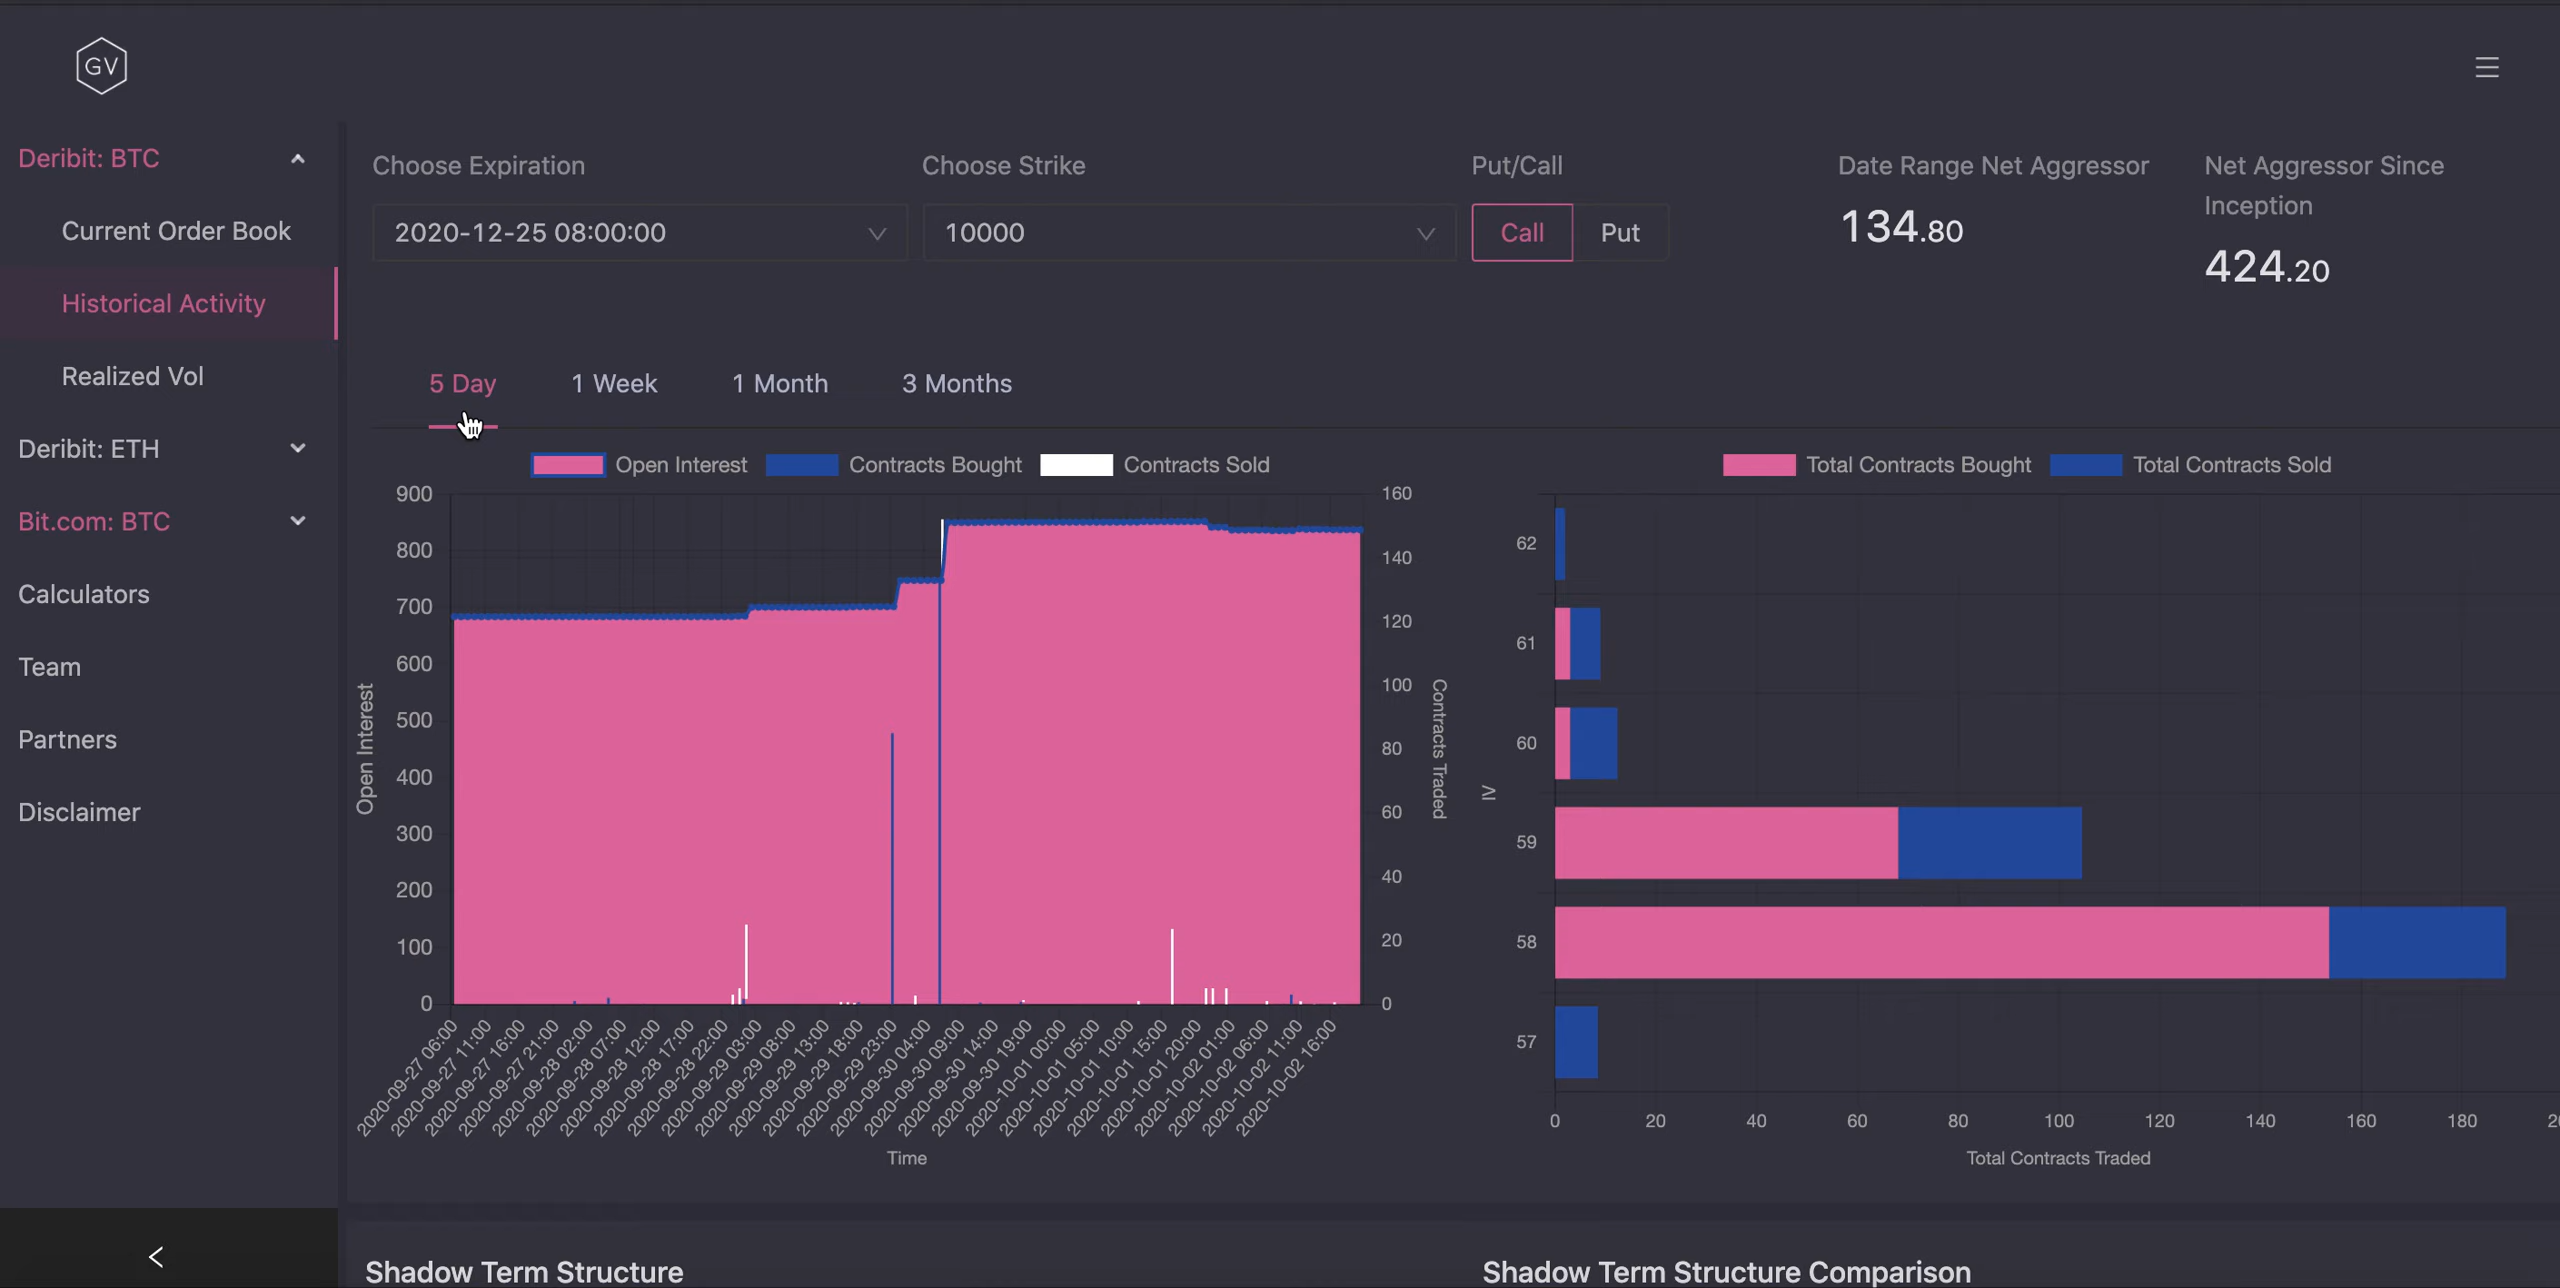 GV
Deribit: BTC
Current Order Book
Historical Activity
Realized Vol
Deribit: ETH
Bit.com: BTC
Calculators
Team
Partners
Disclaimer
Choose Expiration
2020-12-25 08:00:00
Choose Strike
10000
Put/Call
Call Put
Date Range Net Aggressor
134.80
Net Aggressor Since
Inception
424.20
5 Day 1 Week 1 Month 3 Months
Open Interest Contracts Bought Contracts Sold
900
800
700
600
500
400
300
200
100
0
Open Interest
160
140
120
100
80
60
40
20
0
Contracts Traded
2020-09-27 06:00
2020-09-27 11:00
2020-09-27 16:00
2020-09-27 21:00
2020-09-28 02:00
2020-09-28 07:00
2020-09-28 12:00
2020-09-28 17:00
2020-09-28 22:00
2020-09-29 03:00
2020-09-29 08:00
2020-09-29 13:00
2020-09-29 18:00
2020-09-29 23:00
2020-09-30 04:00
2020-09-30 09:00
2020-09-30 14:00
2020-09-30 19:00
2020-10-01 00:00
2020-10-01 05:00
2020-10-01 10:00
2020-10-01 15:00
2020-10-01 20:00
2020-10-02 01:00
2020-10-02 06:00
2020-10-02 11:00
2020-10-02 16:00
Time
Total Contracts Bought Total Contracts Sold
62
61
60
59
58
57
IV
0 20 40 60 80 100 120 140 160 180
Total Contracts Traded
Shadow Term Structure
Shadow Term Structure Comparison